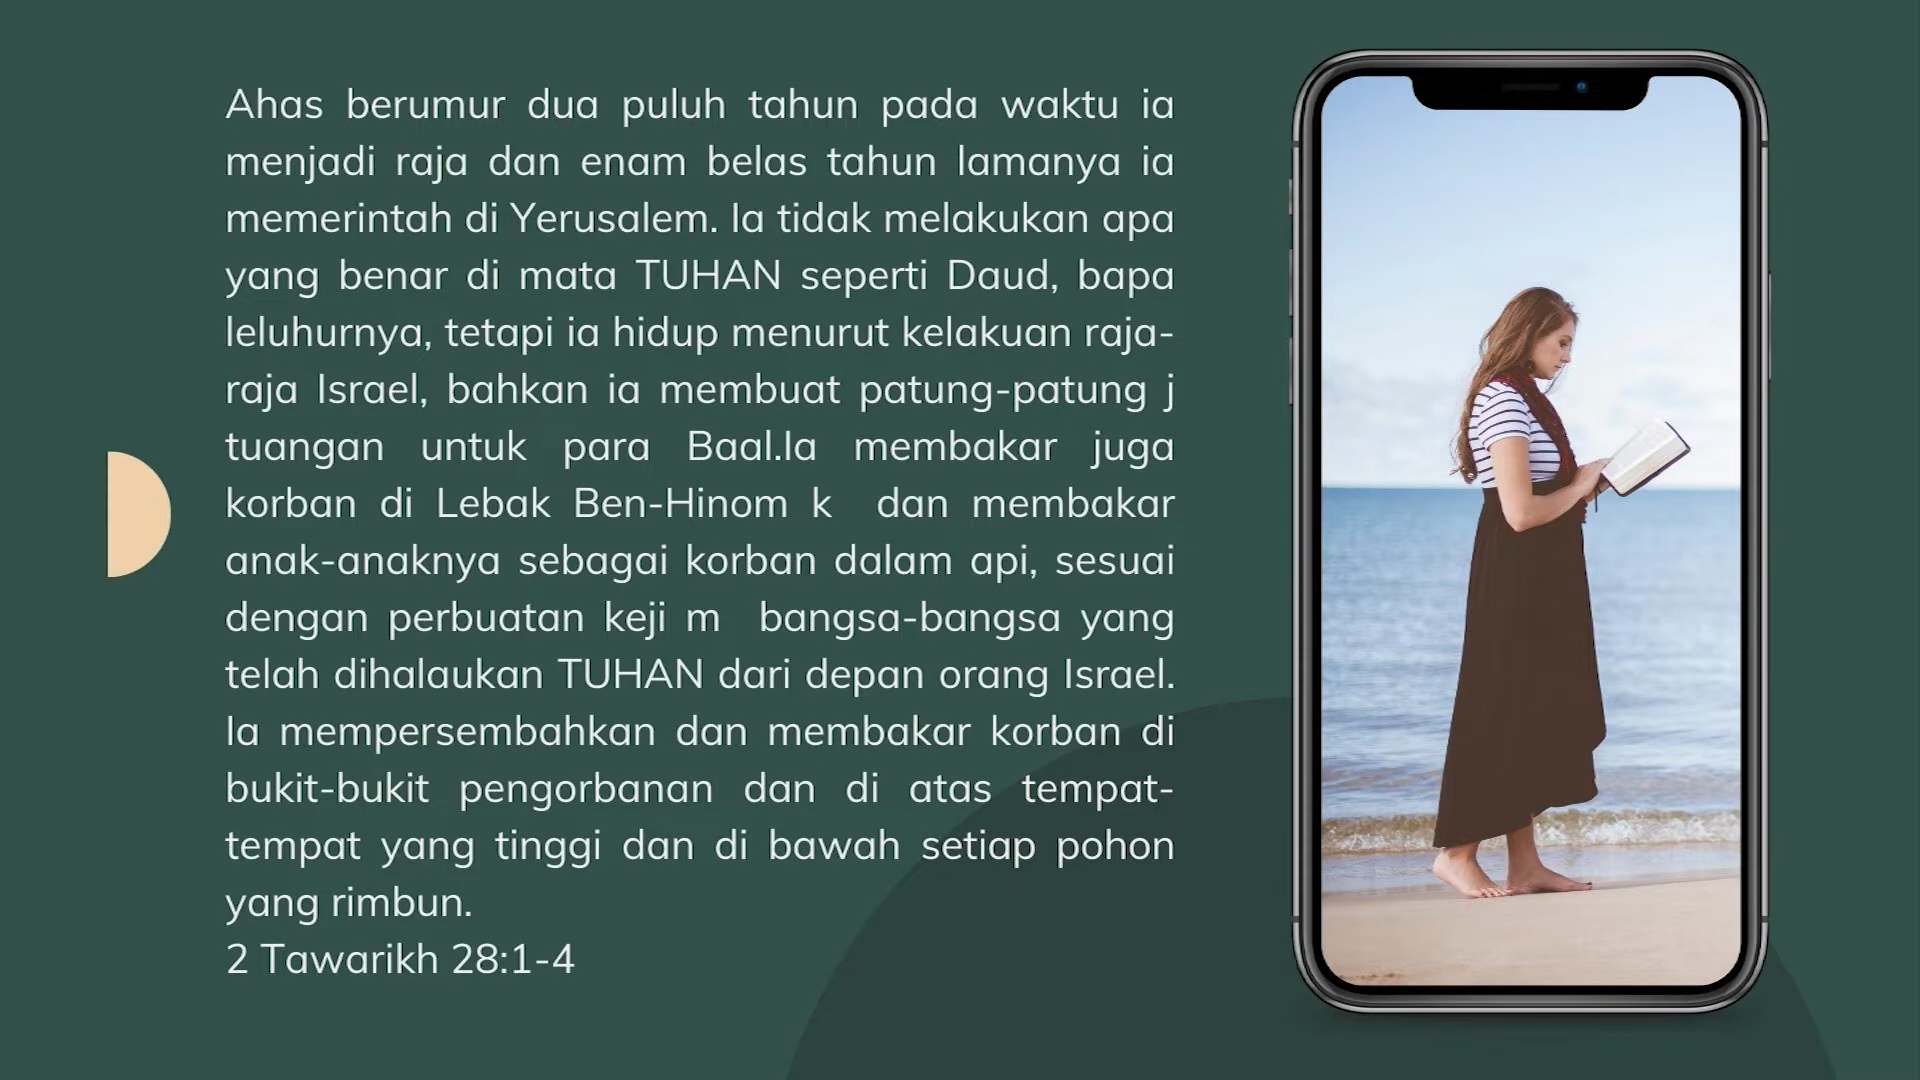 Ahas berumur dua puluh tahun pada waktu ia
menjadi raja dan enam belas tahun lamanya ia
memerintah di Yerusalem. Ia tidak melakukan apa
yang benar di mata TUHAN seperti Daud, bapa
leluhurnya, tetapi ia hidup menurut kelakuan raja-
raja Israel, bahkan ia membuat patung-patung j
tuangan untuk para Baal.Ia membakar juga
korban di Lebak Ben-Hinom k dan membakar
anak-anaknya sebagai korban dalam api, sesuai
dengan perbuatan keji m bangsa-bangsa yang
telah dihalaukan TUHAN dari depan orang Israel.
Ia mempersembahkan dan membakar korban di
bukit-bukit pengorbanan dan di atas tempat-
tempat yang tinggi dan di bawah setiap pohon
yang rimbun.
2 Tawarikh 28:1-4